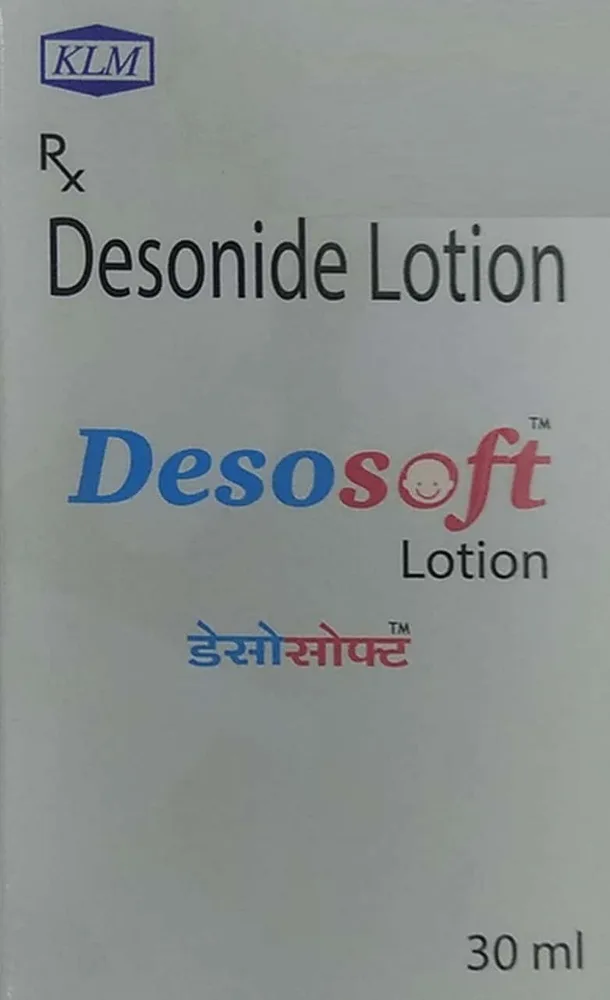 KLM
Rx
Desonide Lotion
Desosoft™
Lotion
डेसोसोफ्ट™
30 ml